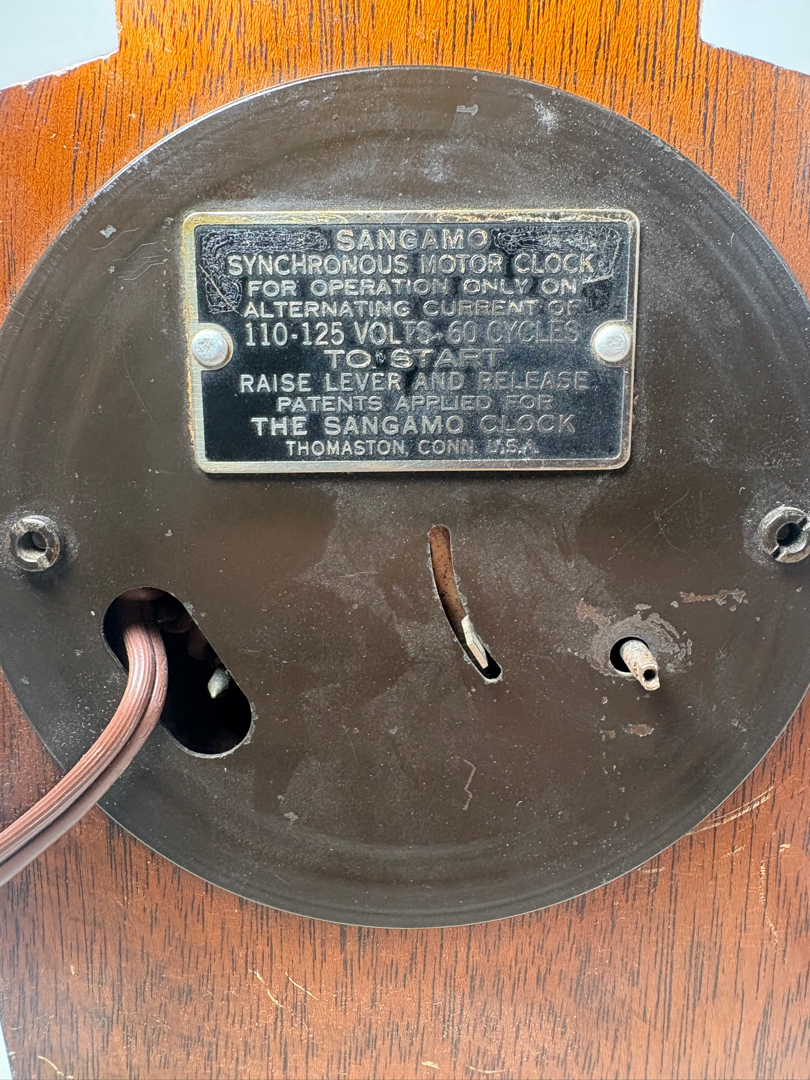 SANGAMO
SYNCHRONOUS MOTOR CLOCK
FOR OPERATION ONLY ON
ALTERNATING CURRENT OF
110-125 VOLTS-60 CYCLES
TO START
RAISE LEVER AND RELEASE
PATENTS APPLIED FOR
THE SANGAMO CLOCK
THOMASTON, CONN. U.S.A.